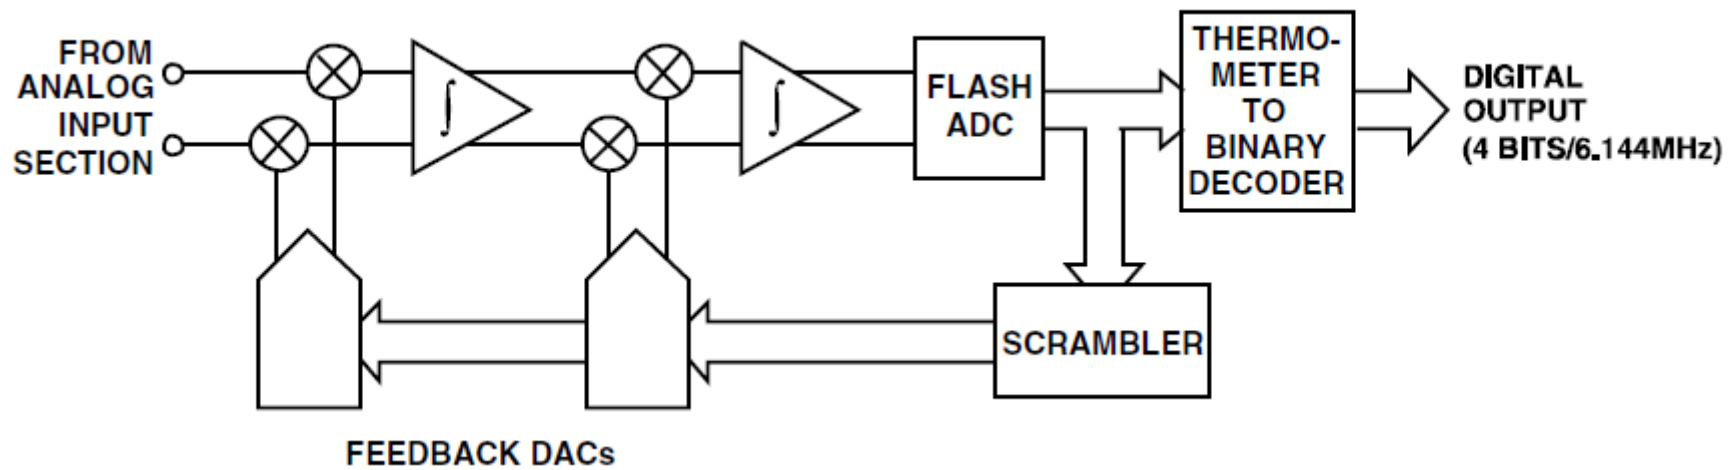 FROM
ANALOG
INPUT
SECTION
∫
∫
FLASH
ADC
THERMO-
METER
TO
BINARY
DECODER
DIGITAL
OUTPUT
(4 BITS/6.144MHz)
SCRAMBLER
FEEDBACK DACs